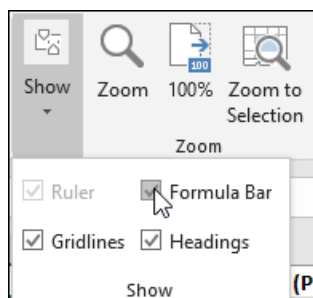 Show Zoom 100% Zoom to
Selection
100
Zoom
Ruler Formula Bar
Gridlines Headings
Show
(P